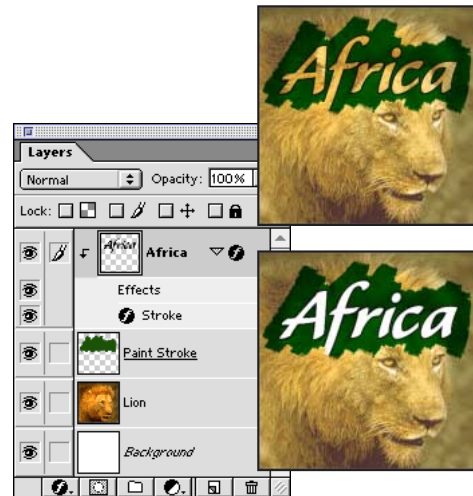 Africa
Layers
Normal Opacity: 100%
Lock:
Africa Africa
Effects
Stroke
Paint Stroke
Lion
Background
Africa